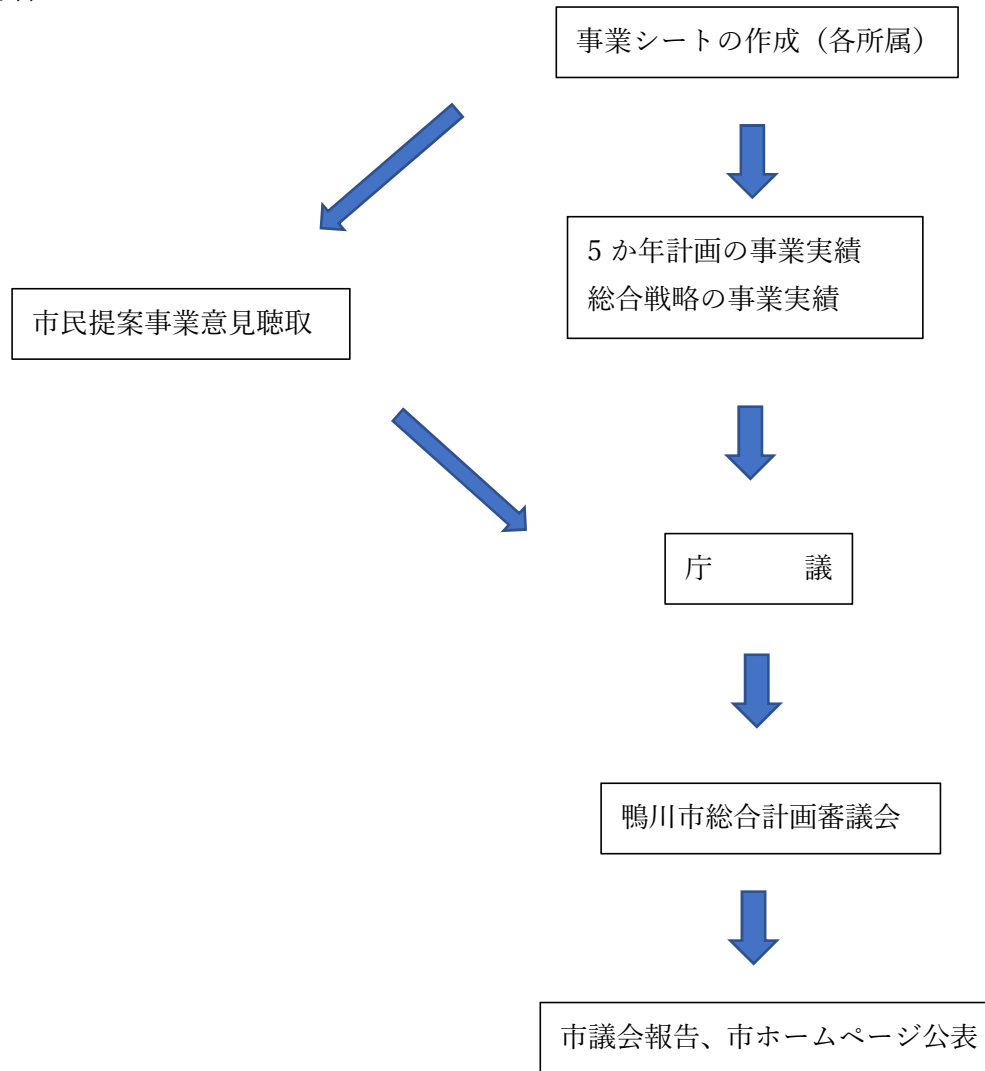 事業シートの作成（各所属）
5 か年計画の事業実績
総合戦略の事業実績
市民提案事業意見聴取
庁　　　議
鴨川市総合計画審議会
市議会報告、市ホームページ公表